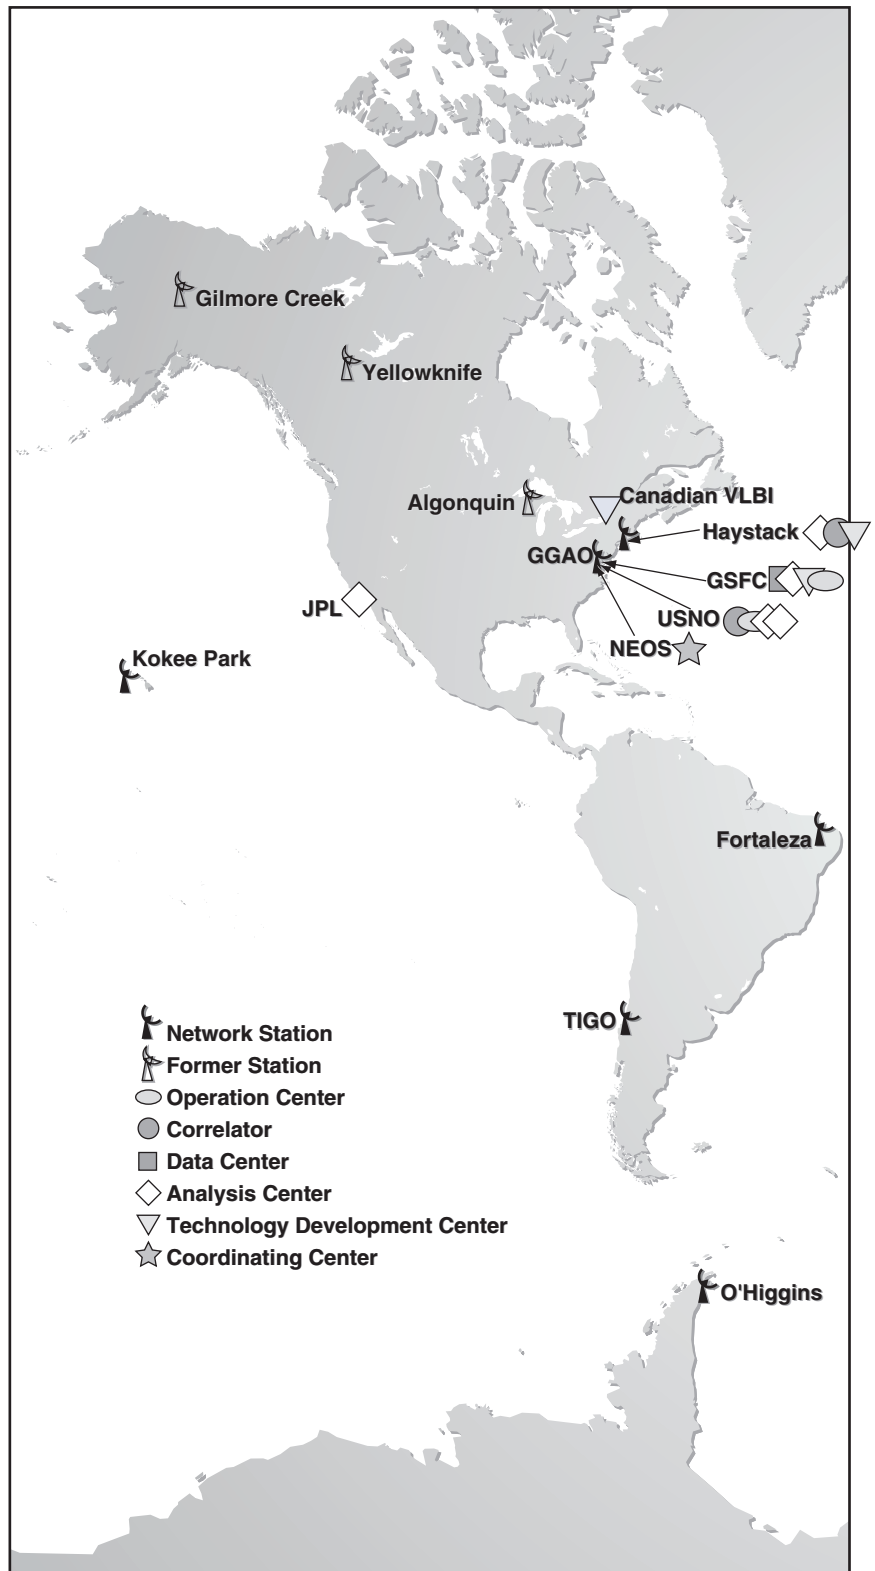 Gilmore Creek
Yellowknife
Algonquin
Canadian VLBI
Haystack
GGAO
GSFC
JPL
USNO
NEOS
Kokee Park
Fortaleza
TIGO
Network Station
Former Station
Operation Center
Correlator
Data Center
Analysis Center
Technology Development Center
Coordinating Center
O'Higgins